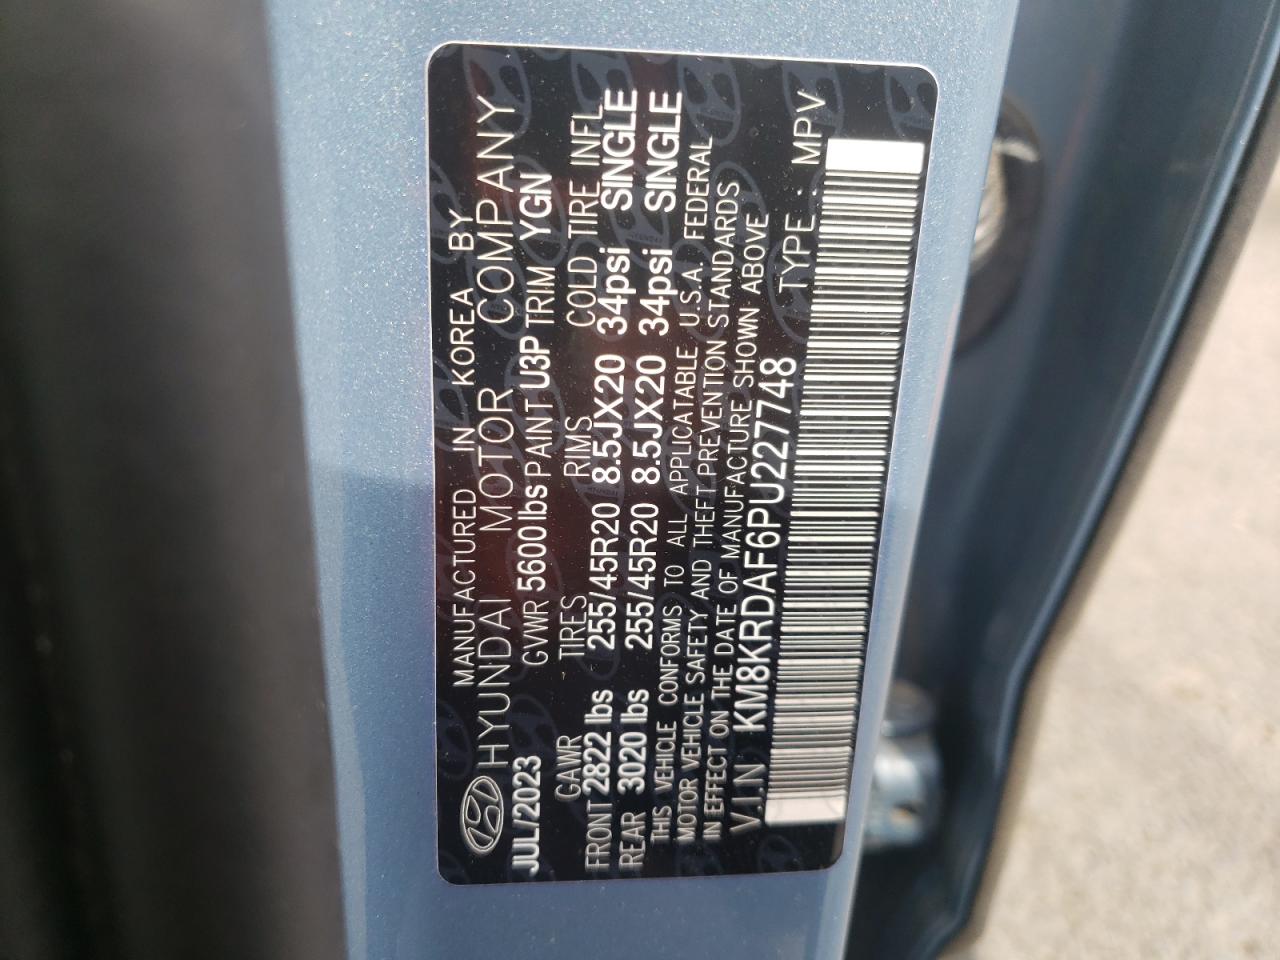 MANUFACTURED IN KOREA BY
HYUNDAI MOTOR COMPANY
JUL/2023 GVWR 5600 lbs PAINT U3P TRIM YGN
GAWR TIRES RIMS COLD TIRE INFL
FRONT 2822 lbs 255/45R20 8.5JX20 34psi SINGLE
REAR 3020 lbs 255/45R20 8.5JX20 34psi SINGLE
THIS VEHICLE CONFORMS TO ALL APPLICATABLE U.S.A. FEDERAL
MOTOR VEHICLE SAFETY AND THEFT PREVENTION STANDARDS
IN EFFECT ON THE DATE OF MANUFACTURE SHOWN ABOVE
V.I.N KM8KRDAF6PU227748 TYPE : MPV